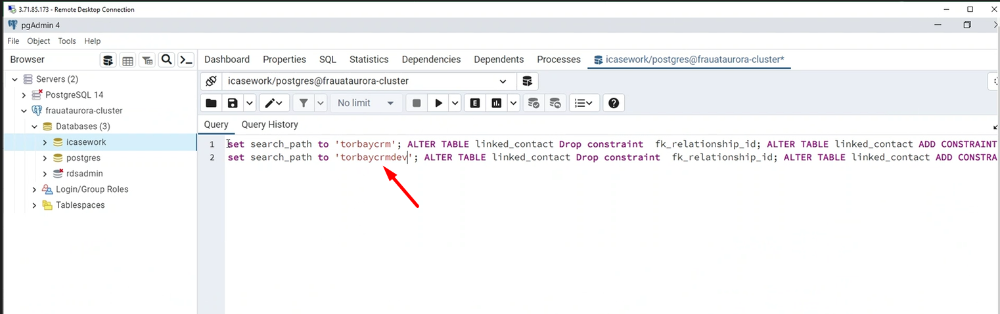 3.71.85.173 - Remote Desktop Connection
pgAdmin 4
File Object Tools Help
Browser
Dashboard Properties SQL Statistics Dependencies Dependents Processes icasework/postgres@frauataurora-cluster*
Servers (2)
PostgreSQL 14
frauataurora-cluster
Databases (3)
icasework
postgres
rdsadmin
Login/Group Roles
Tablespaces
icasework/postgres@frauataurora-cluster
No limit
E
Query Query History
1 set search_path to 'torbaycrm'; ALTER TABLE linked_contact Drop constraint fk_relationship_id; ALTER TABLE linked_contact ADD CONSTRAINT
2 set search_path to 'torbaycrmdev'; ALTER TABLE linked_contact Drop constraint fk_relationship_id; ALTER TABLE linked_contact ADD CONSTRA